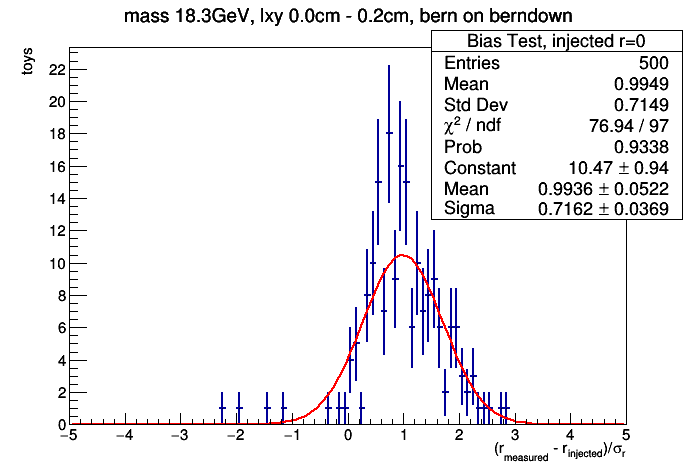 mass 18.3GeV, lxy 0.0cm - 0.2cm, bern on berndown
Bias Test, injected r=0
Entries 500
Mean 0.9949
Std Dev 0.7149
χ² / ndf 76.94 / 97
Prob 0.9338
Constant 10.47 ± 0.94
Mean 0.9936 ± 0.0522
Sigma 0.7162 ± 0.0369
toys
22
20
18
16
14
12
10
8
6
4
2
0
−5 −4 −3 −2 −1 0 1 2 3 4 5
(r_measured - r_injected)/σ_r